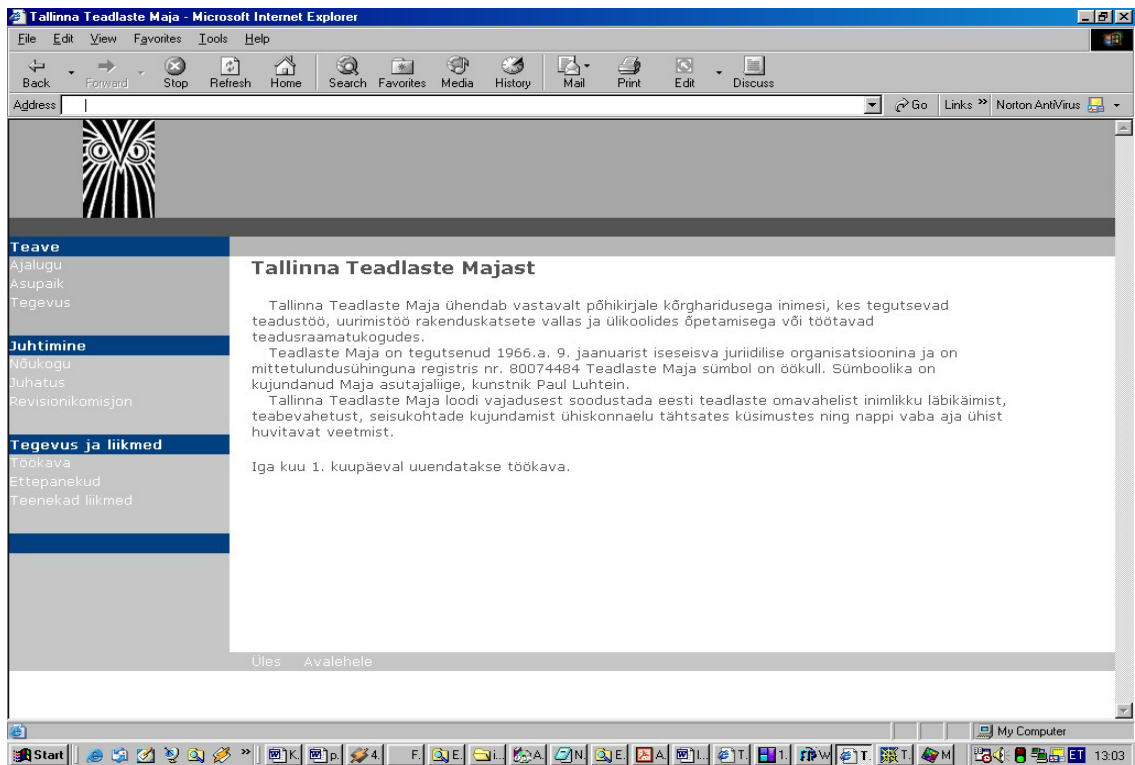 Tallinna Teadlaste Maja - Microsoft Internet Explorer
File Edit View Favorites Tools Help
Back Forward Stop Refresh Home Search Favorites Media History Mail Print Edit Discuss
Address Go Links » Norton AntiVirus
Teave
Ajalugu
Asupaik
Tegevus
Juhtimine
Nõukogu
Juhatus
Revisionikomisjon
Tegevus ja liikmed
Töökava
Ettepanekud
Teenekad liikmed
Tallinna Teadlaste Majast
Tallinna Teadlaste Maja ühendab vastavalt põhikirjale kõrgharidusega inimesi, kes tegutsevad
teadustöö, uurimistöö rakenduskatsete vallas ja ülikoolides õpetamisega või töötavad
teadusraamatukogudes.
Teadlaste Maja on tegutsenud 1966.a. 9. jaanuarist iseseisva juriidilise organisatsioonina ja on
mittetulundusühinguna registris nr. 80074484 Teadlaste Maja sümbol on öökull. Sümboolika on
kujundanud Maja asutajaliige, kunstnik Paul Luhtein.
Tallinna Teadlaste Maja loodi vajadusest soodustada eesti teadlaste omavahelist inimlikku läbikäimist,
teabevahetust, seisukohtade kujundamist ühiskonnaelu tähtsates küsimustes ning nappi vaba aja ühist
huvitavat veetmist.
Iga kuu 1. kuupäeval uuendatakse töökava.
Üles Avalehele
My Computer
Start » K. p. 4. F. E. i... A. N. E. A. L. T. 1. W T. T. M ET 13:03